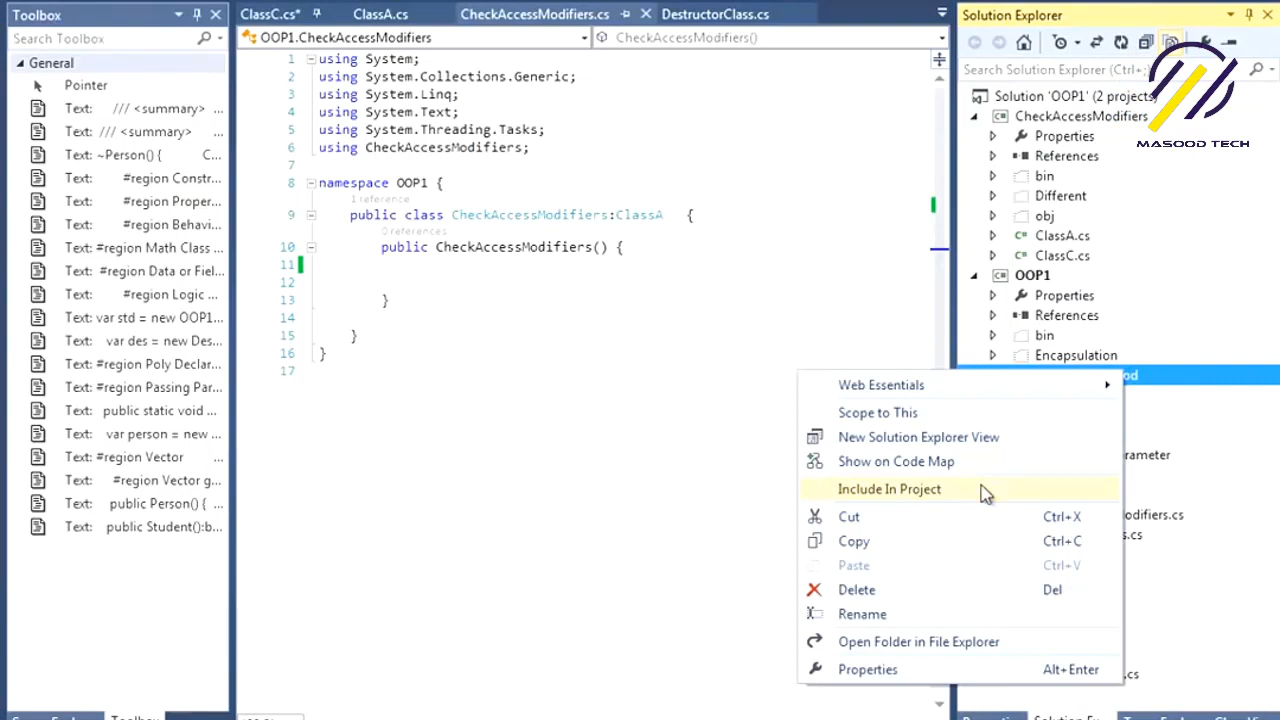 Toolbox
Search Toolbox
General
Pointer
Text: /// <summary> ...
Text: /// <summary> ...
Text: ~Person() { C...
Text: #region Constr...
Text: #region Proper...
Text: #region Behavi...
Text: #region Math Class ...
Text: #region Data or Fiel...
Text: #region Logic ...
Text: var std = new OOP1...
Text: var des = new Des...
Text: #region Poly Declar...
Text: #region Passing Par...
Text: public static void ...
Text: var person = new ...
Text: #region Vector ...
Text: #region Vector g...
Text: public Person() { ...
Text: public Student():b...
ClassC.cs* ClassA.cs CheckAccessModifiers.cs DestructorClass.cs
OOP1.CheckAccessModifiers CheckAccessModifiers()
1 using System;
2 using System.Collections.Generic;
3 using System.Linq;
4 using System.Text;
5 using System.Threading.Tasks;
6 using CheckAccessModifiers;
7
8 namespace OOP1 {
1 reference
9 public class CheckAccessModifiers:ClassA {
0 references
10 public CheckAccessModifiers() {
11
12
13 }
14
15 }
16 }
17
Solution Explorer
Search Solution Explorer (Ctrl+;
Solution 'OOP1' (2 projects)
CheckAccessModifiers
Properties
References
bin
Different
obj
ClassA.cs
ClassC.cs
OOP1
Properties
References
bin
Encapsulation
od
arameter
odifiers.cs
s.cs
.cs
MASOOD TECH
Web Essentials
Scope to This
New Solution Explorer View
Show on Code Map
Include In Project
Cut Ctrl+X
Copy Ctrl+C
Paste Ctrl+V
Delete Del
Rename
Open Folder in File Explorer
Properties Alt+Enter